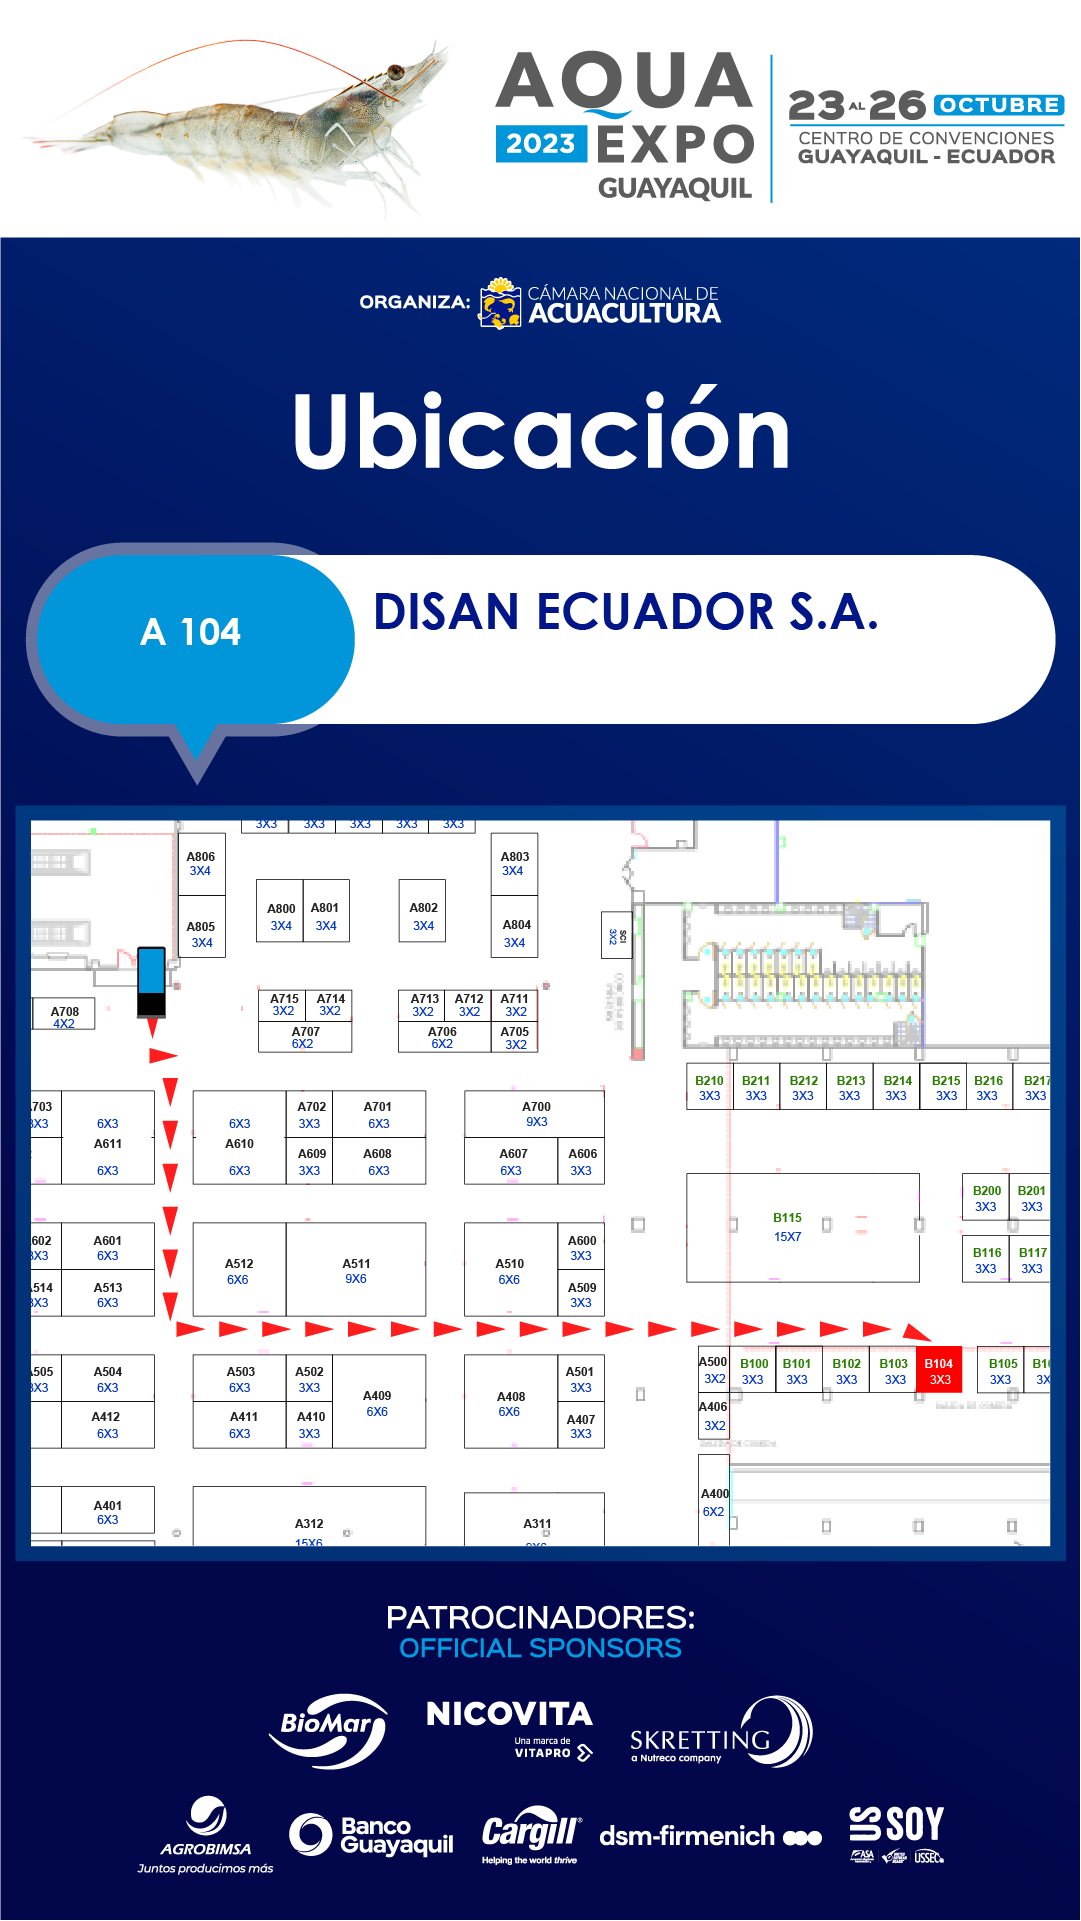 AQUA
2023 EXPO
GUAYAQUIL
23 AL 26 OCTUBRE
CENTRO DE CONVENCIONES
GUAYAQUIL - ECUADOR
ORGANIZA:
CÁMARA NACIONAL DE
ACUACULTURA
Ubicación
A 104
DISAN ECUADOR S.A.
3X3 3X3 3X3 3X3 3X3
A806
3X4
A805
3X4
A800
3X4
A801
3X4
A802
3X4
A803
3X4
A804
3X4
SCI
3X2
A708
4X2
A715
3X2
A714
3X2
A707
6X2
A713
3X2
A712
3X2
A711
3X2
A706
6X2
A705
3X2
B210
3X3
B211
3X3
B212
3X3
B213
3X3
B214
3X3
B215
3X3
B216
3X3
B217
3X3
A703
3X3
6X3
A611
6X3
6X3
A610
6X3
A702
3X3
A701
6X3
A609
3X3
A608
6X3
A700
9X3
A607
6X3
A606
3X3
B115
15X7
B200
3X3
B201
3X3
B116
3X3
B117
3X3
602
3X3
A601
6X3
A514
3X3
A513
6X3
A512
6X6
A511
9X6
A510
6X6
A600
3X3
A509
3X3
A505
3X3
A504
6X3
A412
6X3
A503
6X3
A502
3X3
A411
6X3
A410
3X3
A409
6X6
A408
6X6
A501
3X3
A407
3X3
A500
3X2
A406
3X2
B100
3X3
B101
3X3
B102
3X3
B103
3X3
B104
3X3
B105
3X3
B10
3X
A400
6X2
A401
6X3
A312
15X6
A311
9X6
PATROCINADORES:
OFFICIAL SPONSORS
BioMar
NICOVITA
Una marca de
VITAPRO
SKRETTING
a Nutreco company
AGROBIMSA
Juntos producimos más
Banco
Guayaquil
Cargill®
Helping the world thrive
dsm-firmenich
US SOY
ASA
USSEC